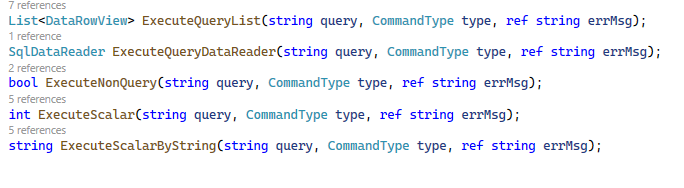 7 references
List<DataRowView> ExecuteQueryList(string query, CommandType type, ref string errMsg);
1 reference
SqlDataReader ExecuteQueryDataReader(string query, CommandType type, ref string errMsg);
2 references
bool ExecuteNonQuery(string query, CommandType type, ref string errMsg);
5 references
int ExecuteScalar(string query, CommandType type, ref string errMsg);
5 references
string ExecuteScalarByString(string query, CommandType type, ref string errMsg);